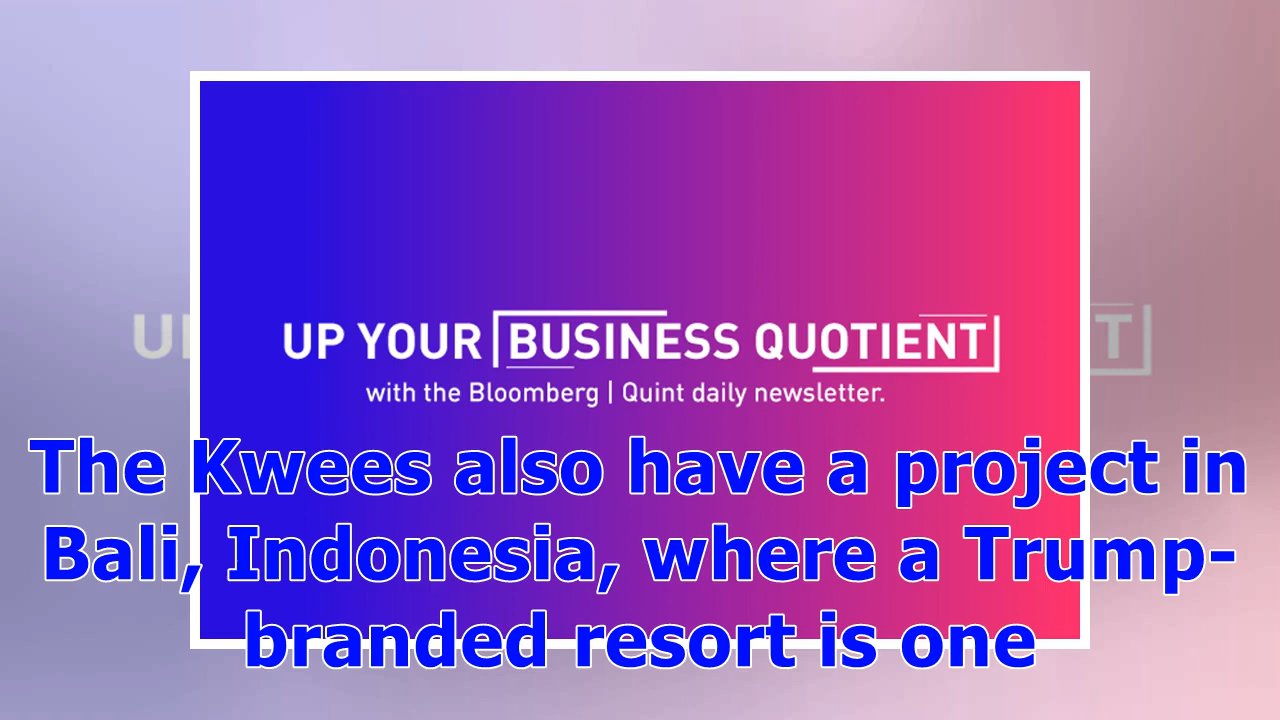 UP YOUR BUSINESS QUOTIENT
with the Bloomberg | Quint daily newsletter.
The Kwees also have a project in
Bali, Indonesia, where a Trump-
branded resort is one